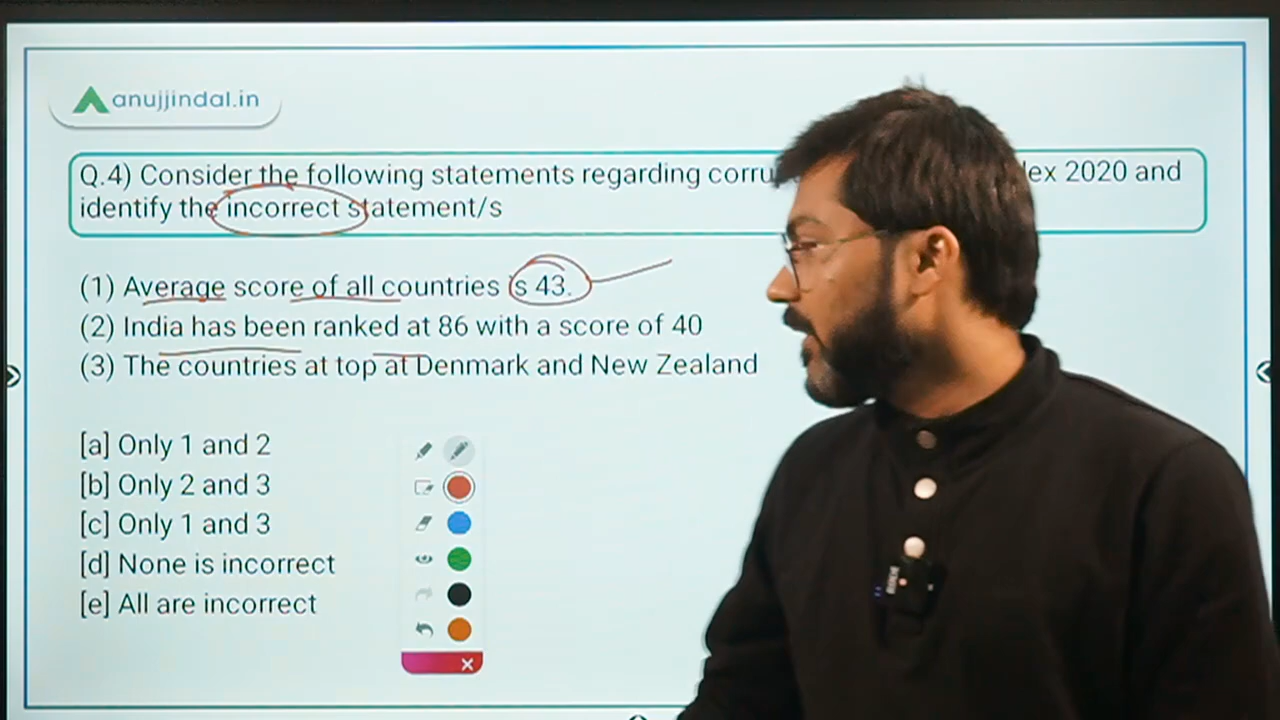 anujjindal.in
Q.4) Consider the following statements regarding corru ex 2020 and
identify the incorrect statement/s
(1) Average score of all countries is 43.
(2) India has been ranked at 86 with a score of 40
(3) The countries at top at Denmark and New Zealand
[a] Only 1 and 2
[b] Only 2 and 3
[c] Only 1 and 3
[d] None is incorrect
[e] All are incorrect